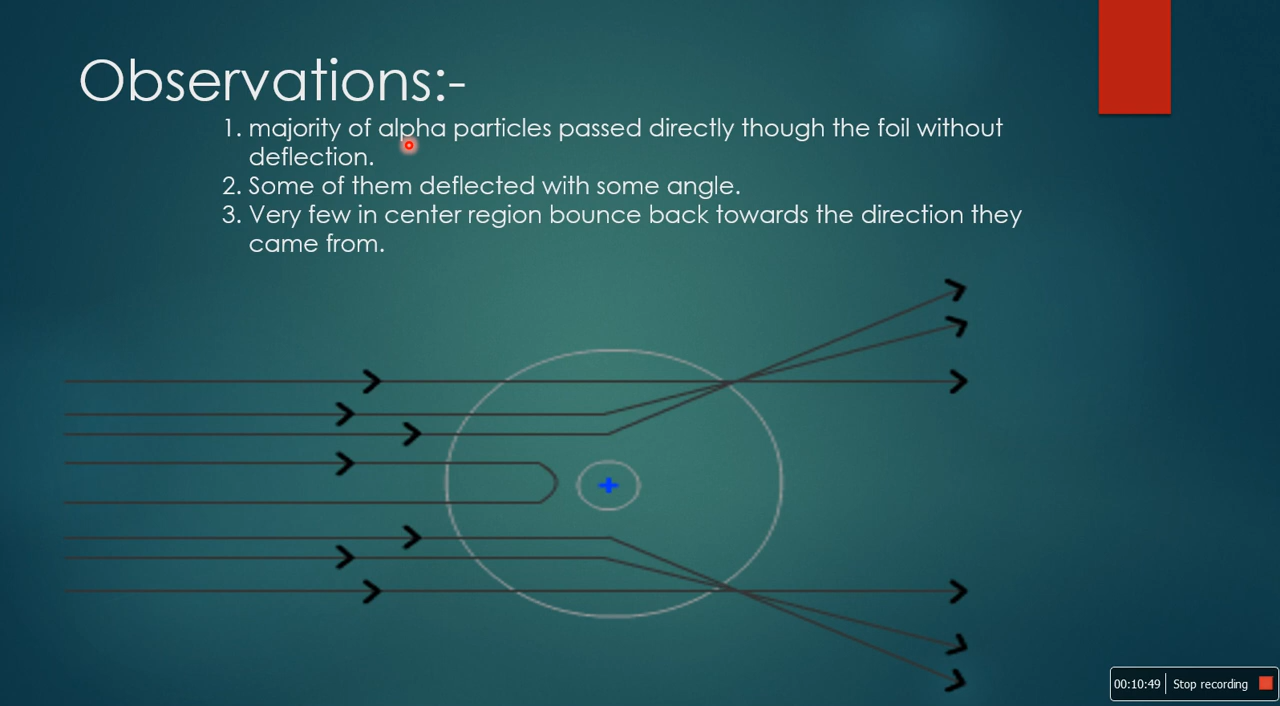 Observations:-
1. majority of alpha particles passed directly though the foil without
deflection.
2. Some of them deflected with some angle.
3. Very few in center region bounce back towards the direction they
came from.
+
00:10:49 Stop recording